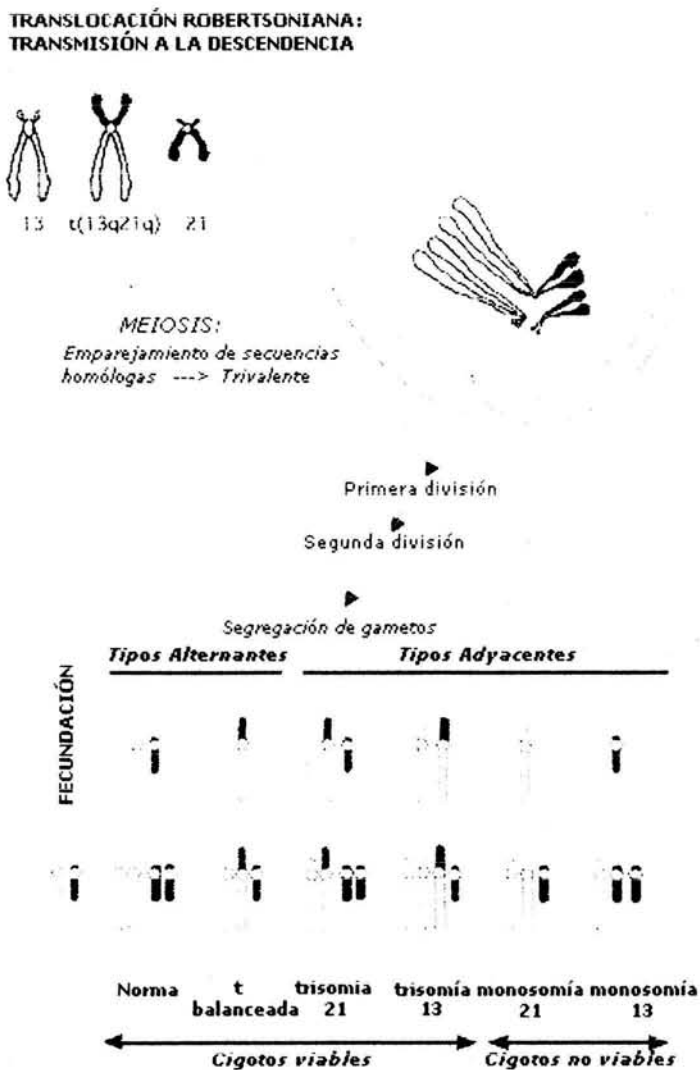 TRANSLOCACIÓN ROBERTSONIANA:
TRANSMISIÓN A LA DESCENDENCIA
13 t(13q21q) 21
MEIOSIS:
Emparejamiento de secuencias
homólogas ---> Trivalente
Primera división
Segunda división
Segregación de gametos
Tipos Alternantes Tipos Adyacentes
FECUNDACIÓN
Norma t trisomia trisomía monosomía monosomía
balanceada 21 13 21 13
Cigotos viables Cigotos no viables